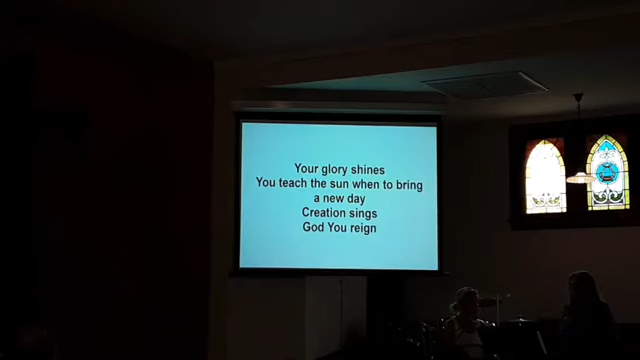 Your glory shines
You teach the sun when to bring
a new day
Creation sings
God You reign